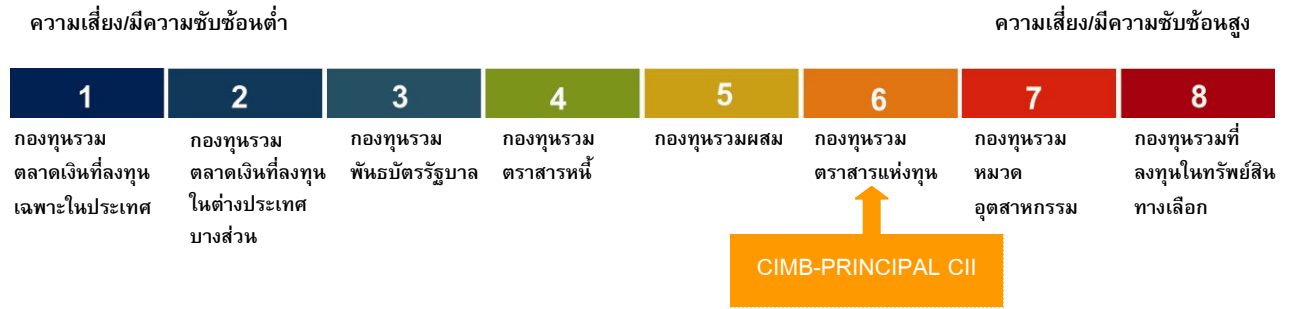 ความเสี่ยง/มีความซับซ้อนต่ำ
ความเสี่ยง/มีความซับซ้อนสูง
1
2
3
4
5
6
7
8
กองทุนรวม
ตลาดเงินที่ลงทุน
เฉพาะในประเทศ
กองทุนรวม
ตลาดเงินที่ลงทุน
ในต่างประเทศ
บางส่วน
กองทุนรวม
พันธบัตรรัฐบาล
กองทุนรวม
ตราสารหนี้
กองทุนรวมผสม
กองทุนรวม
ตราสารแห่งทุน
กองทุนรวม
หมวด
อุตสาหกรรม
กองทุนรวมที่
ลงทุนในทรัพย์สิน
ทางเลือก
CIMB-PRINCIPAL CII